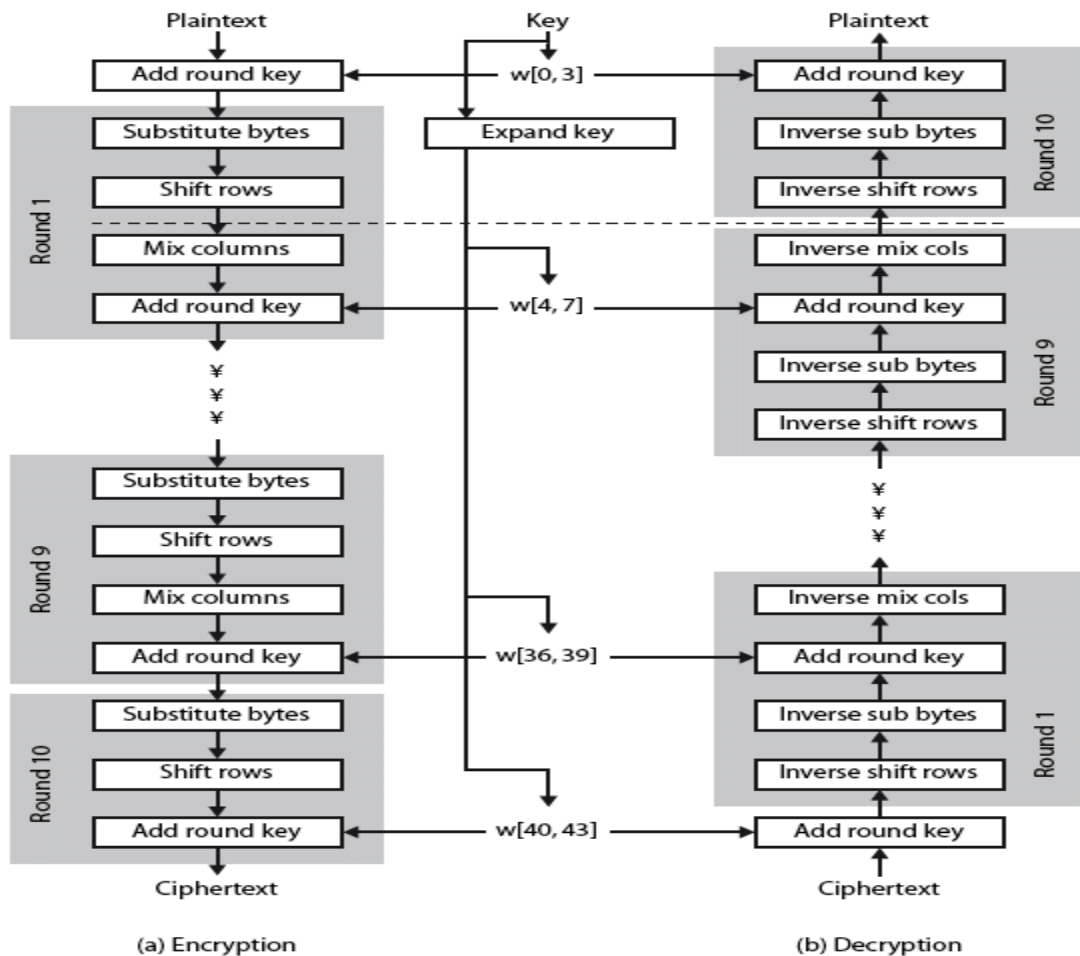 Plaintext
Add round key
Round 1
Substitute bytes
Shift rows
Mix columns
Add round key
¥
¥
¥
Round 9
Substitute bytes
Shift rows
Mix columns
Add round key
Round 10
Substitute bytes
Shift rows
Add round key
Ciphertext
(a) Encryption
Key
w[0, 3]
Expand key
w[4, 7]
w[36, 39]
w[40, 43]
Plaintext
Add round key
Inverse sub bytes
Inverse shift rows
Round 10
Inverse mix cols
Add round key
Inverse sub bytes
Inverse shift rows
Round 9
¥
¥
¥
Inverse mix cols
Add round key
Inverse sub bytes
Inverse shift rows
Round 1
Add round key
Ciphertext
(b) Decryption